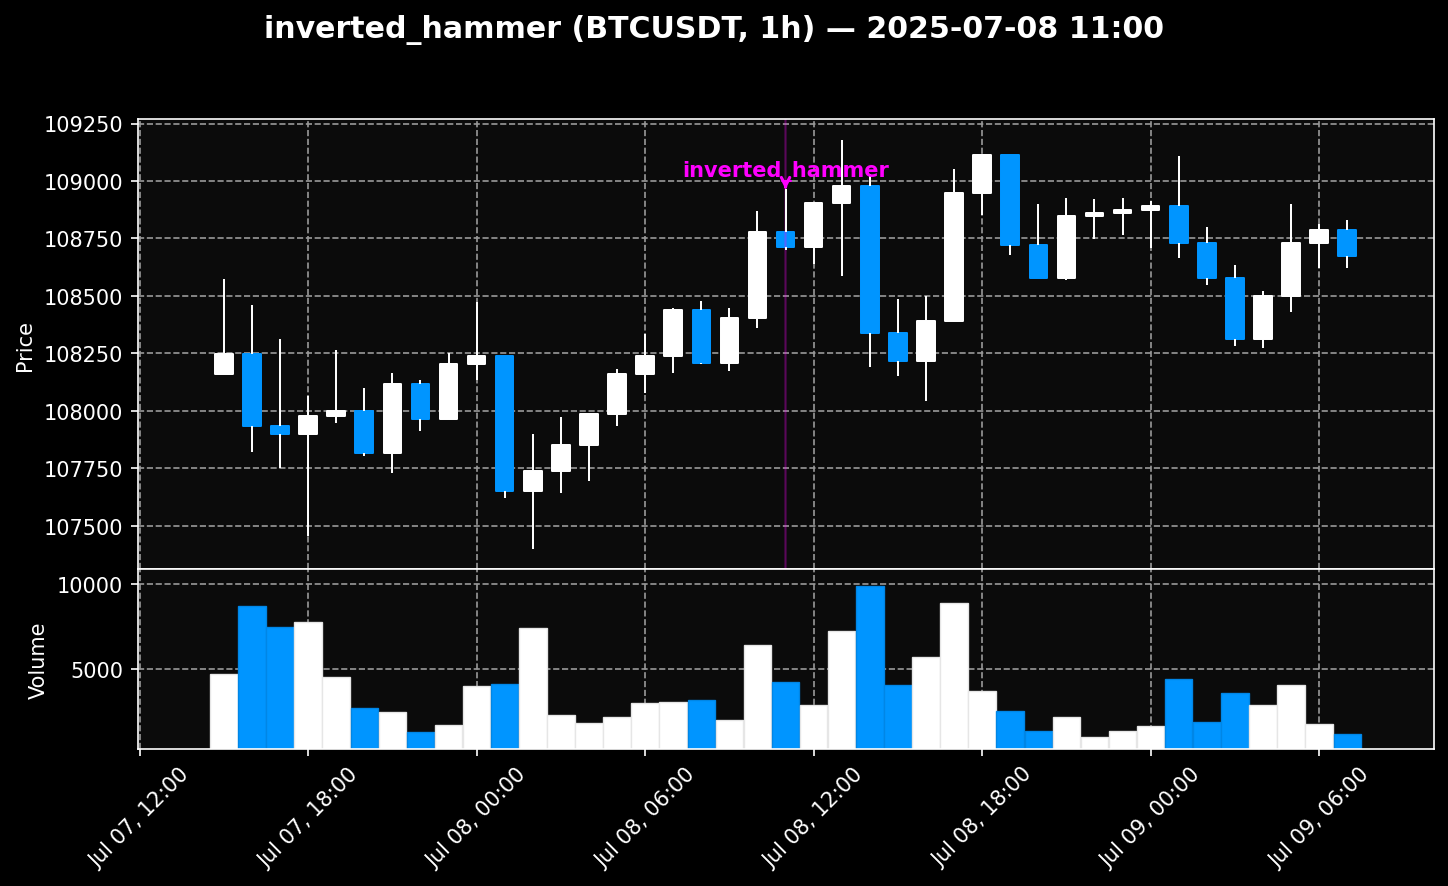 inverted_hammer (BTCUSDT, 1h) — 2025-07-08 11:00
109250
109000
108750
108500
108250
108000
107750
107500
Price
inverted_hammer
10000
5000
Volume
Jul 07, 12:00
Jul 07, 18:00
Jul 08, 00:00
Jul 08, 06:00
Jul 08, 12:00
Jul 08, 18:00
Jul 09, 00:00
Jul 09, 06:00